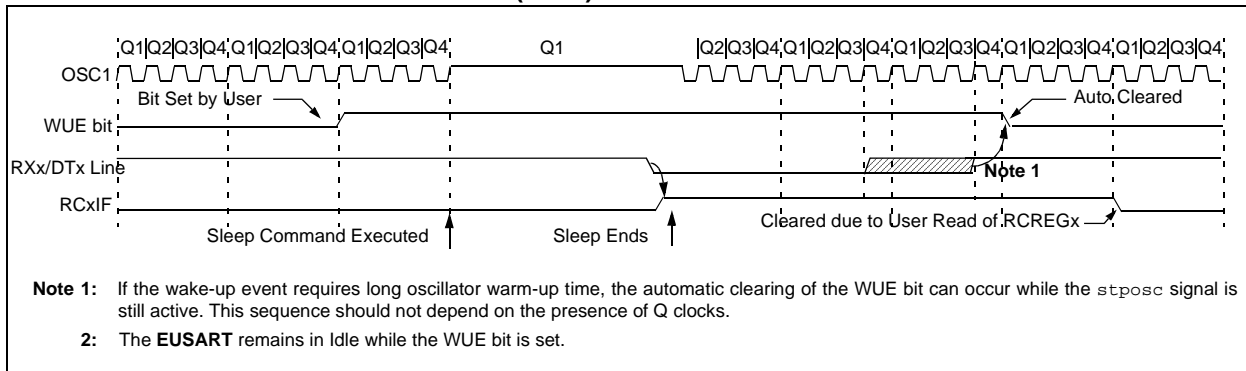 Q1 Q2 Q3 Q4 Q1 Q2 Q3 Q4 Q1 Q2 Q3 Q4 Q1 Q2 Q3 Q4 Q1 Q2 Q3 Q4 Q1 Q2 Q3 Q4 Q1 Q2 Q3 Q4 Q1 Q2 Q3 Q4
OSC1
Bit Set by User
Auto Cleared
WUE bit
RXx/DTx Line
Note 1
RCxIF
Cleared due to User Read of RCREGx
Sleep Command Executed
Sleep Ends
Note 1: If the wake-up event requires long oscillator warm-up time, the automatic clearing of the WUE bit can occur while the stposc signal is
still active. This sequence should not depend on the presence of Q clocks.
2: The EUSART remains in Idle while the WUE bit is set.